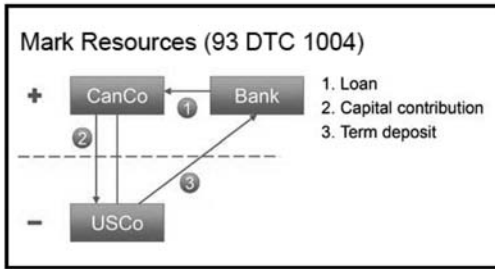 Mark Resources (93 DTC 1004)
+ CanCo 1 Bank
1. Loan
2. Capital contribution
3. Term deposit
2
3
- USCo